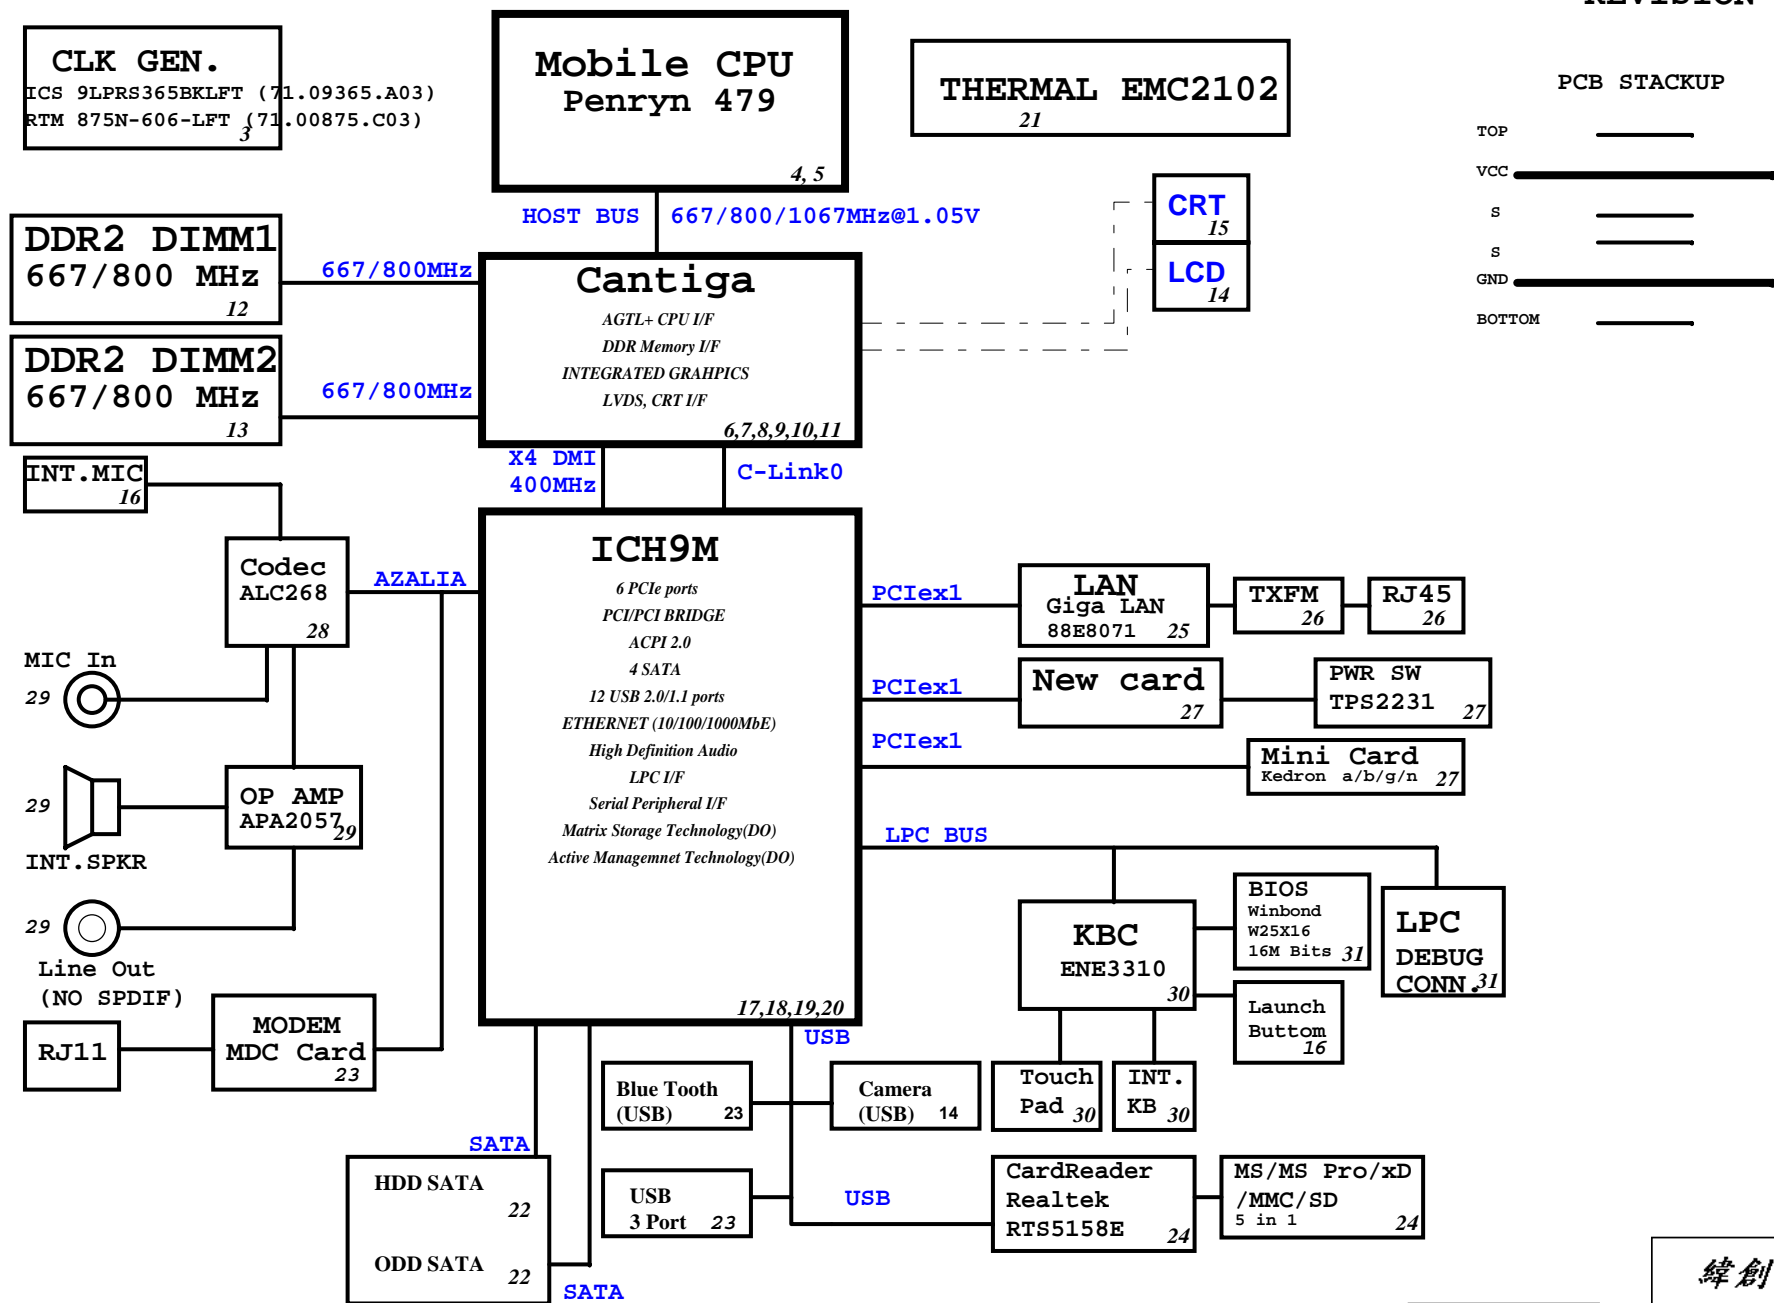 CLK GEN.
ICS 9LPRS365BKLFT (71.09365.A03)
RTM 875N-606-LFT (71.00875.C03)
3
Mobile CPU
Penryn 479
4, 5
THERMAL EMC2102
21
PCB STACKUP
TOP
VCC
S
S
GND
BOTTOM
HOST BUS
667/800/1067MHz@1.05V
CRT
15
LCD
14
DDR2 DIMM1
667/800 MHz
12
667/800MHz
DDR2 DIMM2
667/800 MHz
13
667/800MHz
Cantiga
AGTL+ CPU I/F
DDR Memory I/F
INTEGRATED GRAHPICS
LVDS, CRT I/F
6,7,8,9,10,11
X4 DMI
400MHz
C-Link0
INT.MIC
16
Codec
ALC268
28
AZALIA
MIC In
29
OP AMP
APA2057
29
29
INT.SPKR
29
Line Out
(NO SPDIF)
RJ11
MODEM
MDC Card
23
ICH9M
6 PCIe ports
PCI/PCI BRIDGE
ACPI 2.0
4 SATA
12 USB 2.0/1.1 ports
ETHERNET (10/100/1000MbE)
High Definition Audio
LPC I/F
Serial Peripheral I/F
Matrix Storage Technology(DO)
Active Managemnet Technology(DO)
17,18,19,20
PCIex1
LAN
Giga LAN
88E8071
25
TXFM
26
RJ45
26
PCIex1
New card
27
PWR SW
TPS2231
27
PCIex1
Mini Card
Kedron a/b/g/n
27
LPC BUS
KBC
ENE3310
30
BIOS
Winbond
W25X16
16M Bits
31
LPC
DEBUG
CONN.
31
Launch
Buttom
16
Touch
Pad
30
INT.
KB
30
USB
Blue Tooth
(USB)
23
Camera
(USB)
14
USB
3 Port
23
USB
CardReader
Realtek
RTS5158E
24
MS/MS Pro/xD
/MMC/SD
5 in 1
24
SATA
HDD SATA
22
ODD SATA
22
SATA
緯創